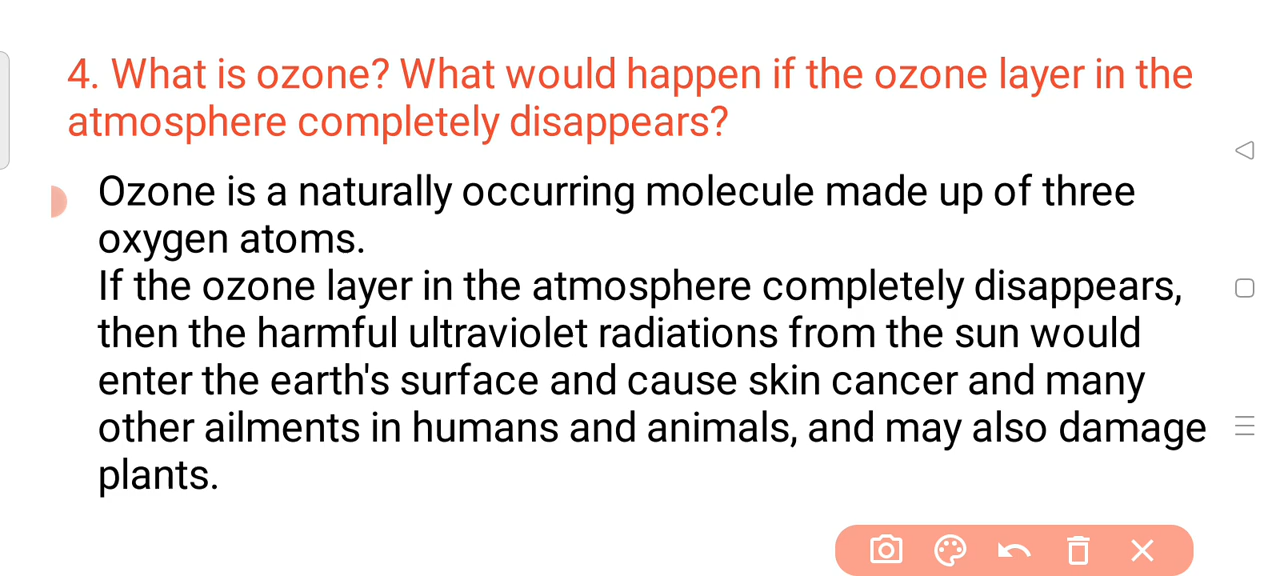 4. What is ozone? What would happen if the ozone layer in the
atmosphere completely disappears?
Ozone is a naturally occurring molecule made up of three
oxygen atoms.
If the ozone layer in the atmosphere completely disappears,
then the harmful ultraviolet radiations from the sun would
enter the earth's surface and cause skin cancer and many
other ailments in humans and animals, and may also damage
plants.